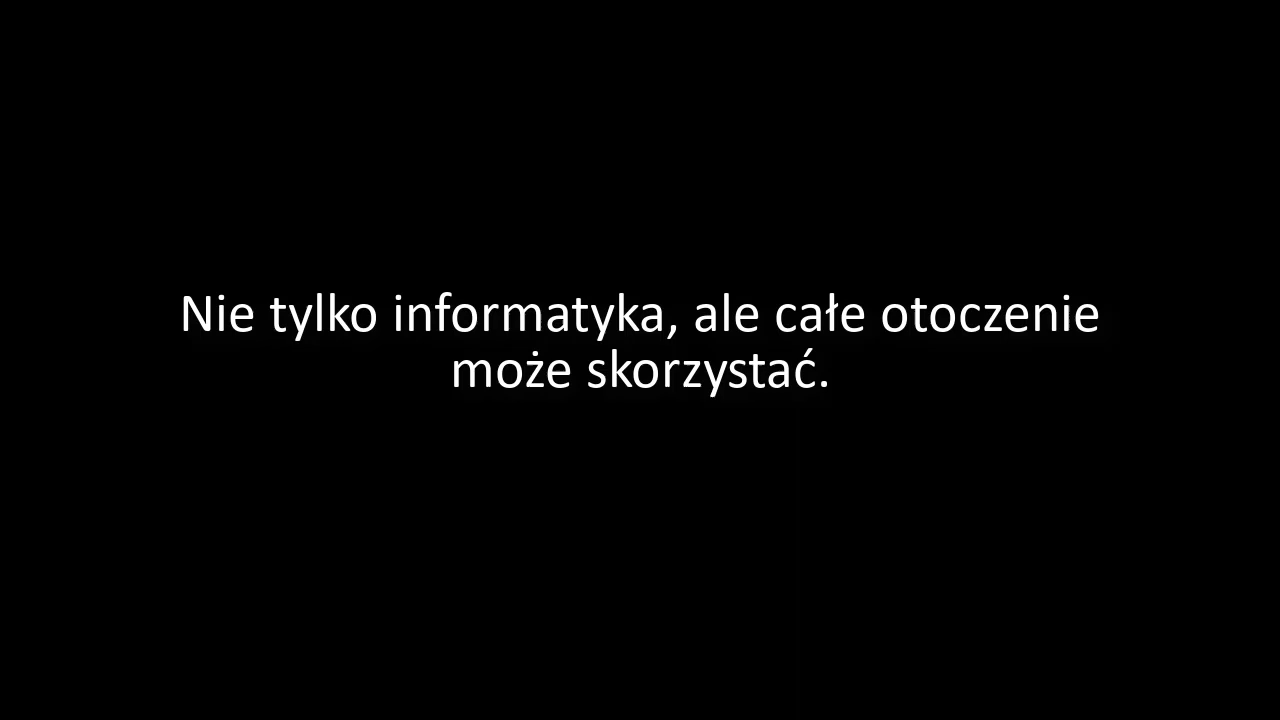 Nie tylko informatyka, ale całe otoczenie
może skorzystać.